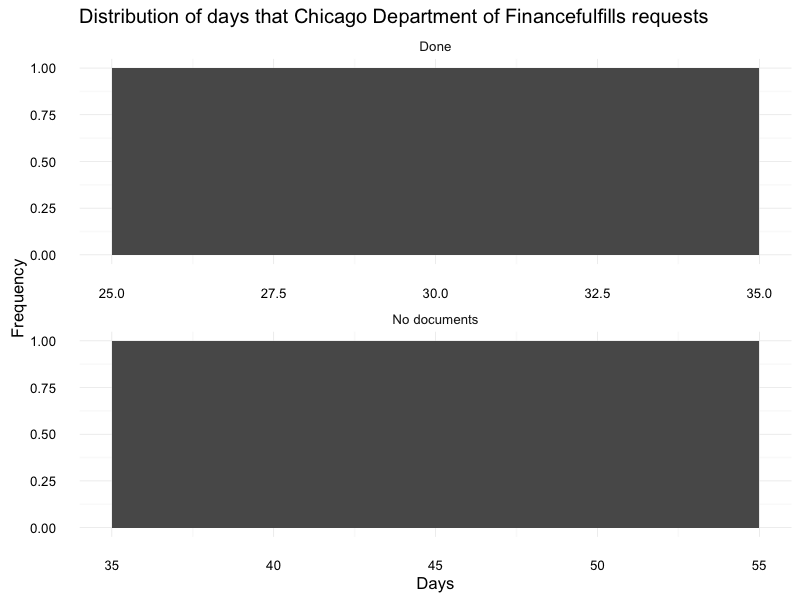 Distribution of days that Chicago Department of Financefulfills requests
Done
1.00
0.75
0.50
0.25
0.00
25.0 27.5 30.0 32.5 35.0
Frequency
No documents
1.00
0.75
0.50
0.25
0.00
35 40 45 50 55
Days